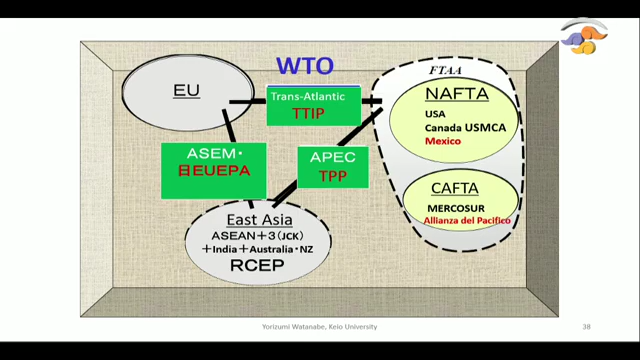 WTO
EU
Trans-Atlantic
TTIP
FTAA
NAFTA
USA
Canada USMCA
Mexico
ASEM・
日EUEPA
APEC
TPP
CAFTA
MERCOSUR
Allianza del Pacifico
East Asia
ASEAN＋3(JCK)
＋India＋Australia・NZ
RCEP
Yorizumi Watanabe, Keio University
38